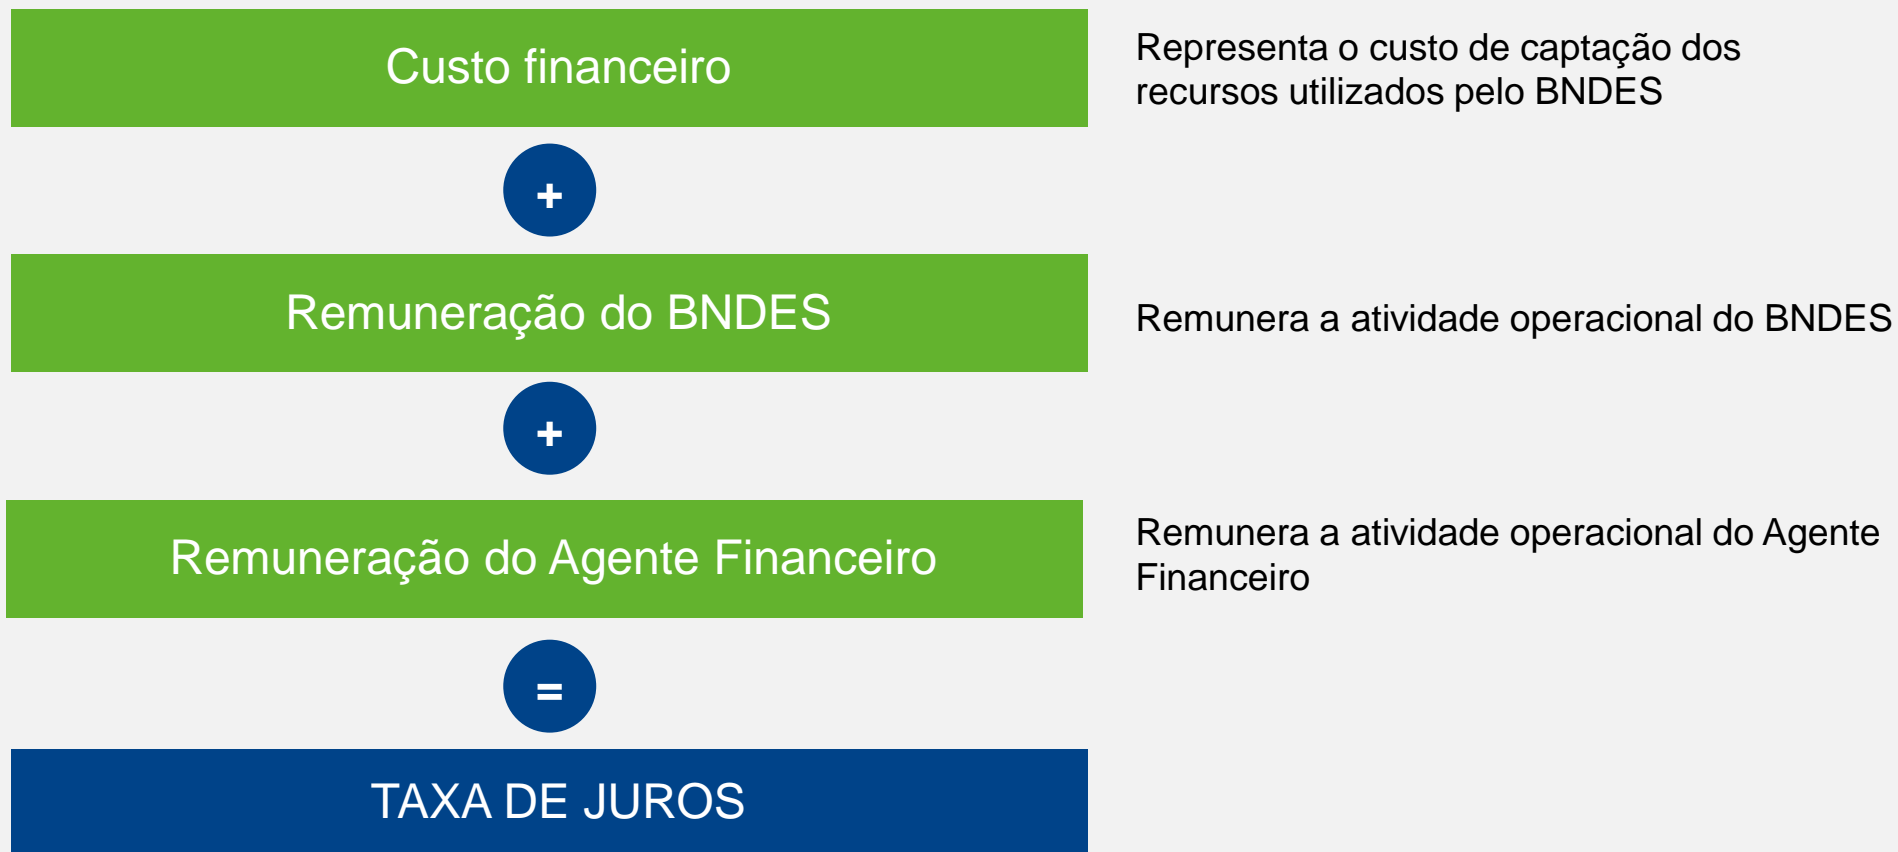 Custo financeiro
Representa o custo de captação dos
recursos utilizados pelo BNDES
+
Remuneração do BNDES
Remunera a atividade operacional do BNDES
+
Remuneração do Agente Financeiro
Remunera a atividade operacional do Agente
Financeiro
=
TAXA DE JUROS